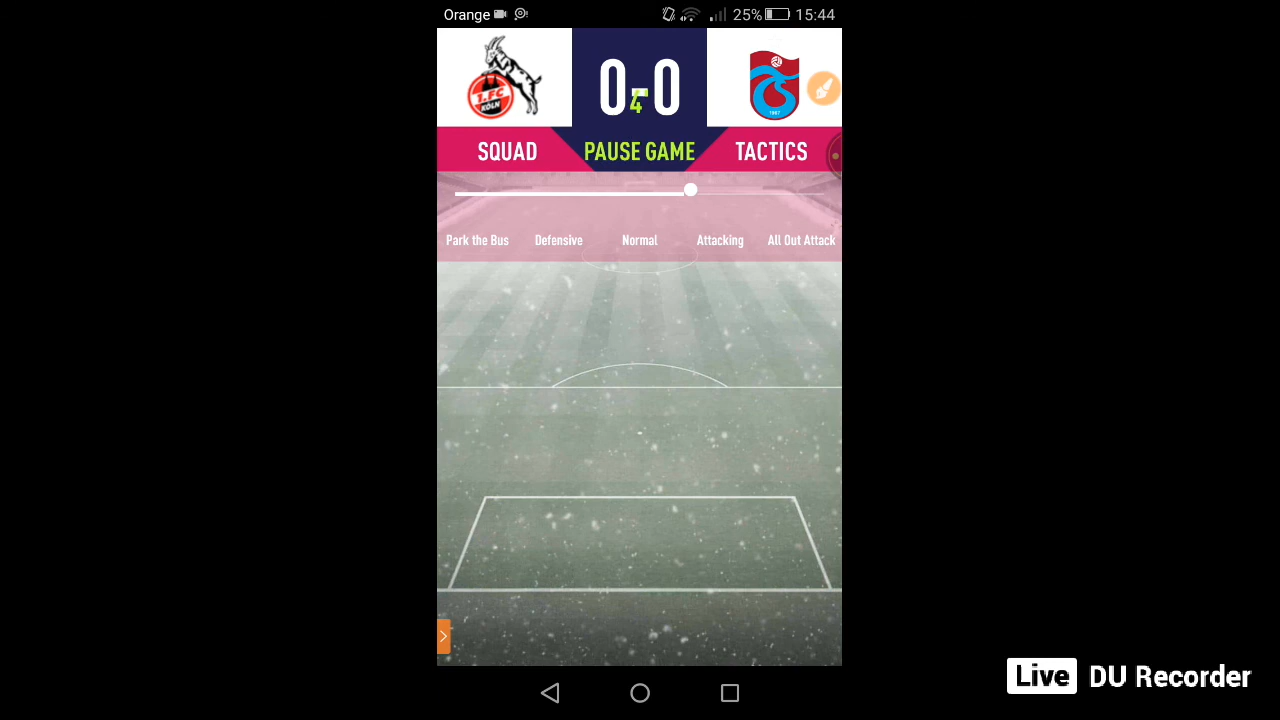 Orange 25% 15:44
1.FC
KÖLN
0-0
4
1967
SQUAD PAUSE GAME TACTICS
Park the Bus Defensive Normal Attacking All Out Attack
Live DU Recorder